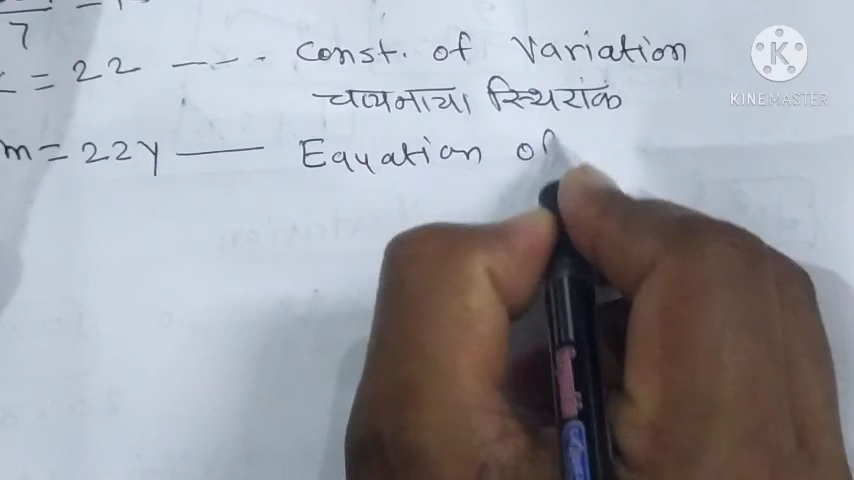 7
= 22 --- Const. of Variation
चलनाचा स्थिरांक
m = 22y — Equation of
KINEMASTER